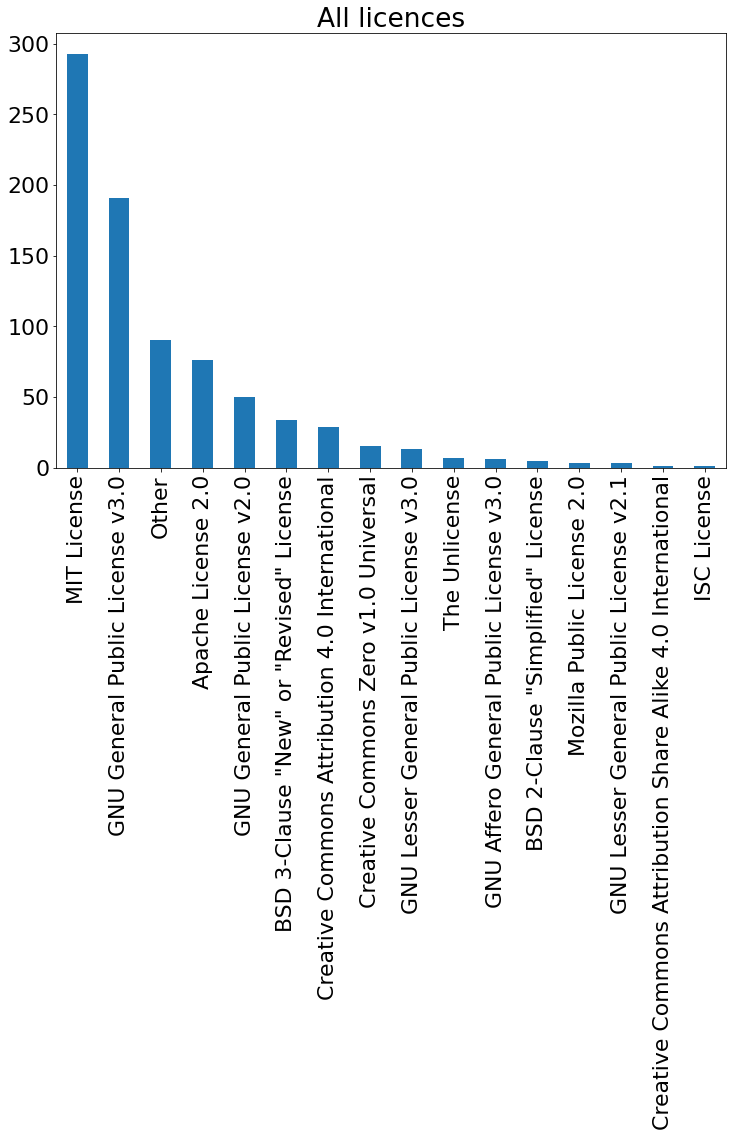 All licences
300
250
200
150
100
50
0
MIT License
GNU General Public License v3.0
Other
Apache License 2.0
GNU General Public License v2.0
BSD 3-Clause "New" or "Revised" License
Creative Commons Attribution 4.0 International
Creative Commons Zero v1.0 Universal
GNU Lesser General Public License v3.0
The Unlicense
GNU Affero General Public License v3.0
BSD 2-Clause "Simplified" License
Mozilla Public License 2.0
GNU Lesser General Public License v2.1
Creative Commons Attribution Share Alike 4.0 International
ISC License